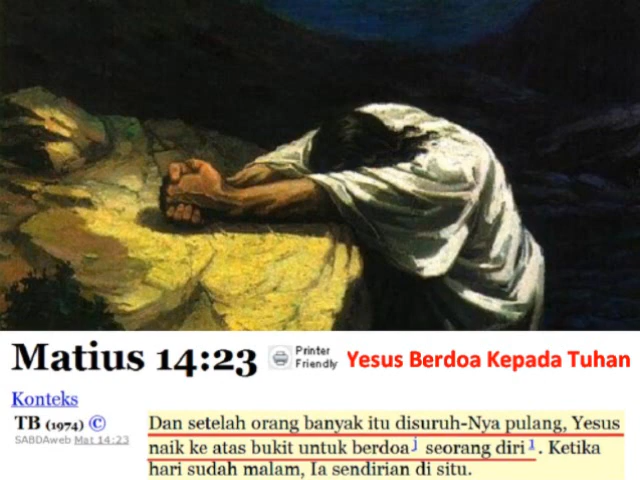 Matius 14:23 Printer Friendly Yesus Berdoa Kepada Tuhan
Konteks
TB (1974) ©
SABDAweb Mat 14:23
Dan setelah orang banyak itu disuruh-Nya pulang, Yesus
naik ke atas bukit untuk berdoa j seorang diri 1 . Ketika
hari sudah malam, Ia sendirian di situ.